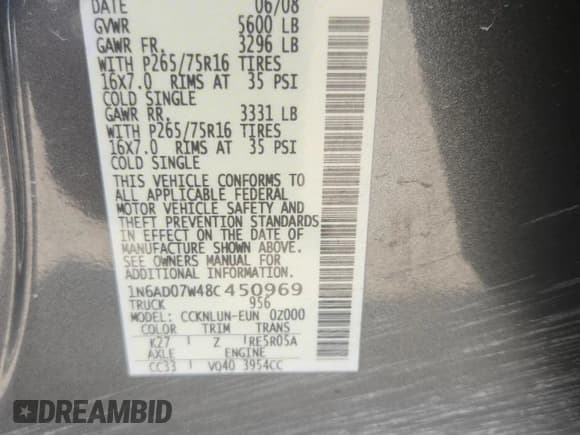 DATE 06/08
GVWR 5600 LB
GAWR FR. 3296 LB
WITH P265/75R16 TIRES
16X7.0 RIMS AT 35 PSI
COLD SINGLE
GAWR RR. 3331 LB
WITH P265/75R16 TIRES
16X7.0 RIMS AT 35 PSI
COLD SINGLE
THIS VEHICLE CONFORMS TO
ALL APPLICABLE FEDERAL
MOTOR VEHICLE SAFETY AND
THEFT PREVENTION STANDARDS
IN EFFECT ON THE DATE OF
MANUFACTURE SHOWN ABOVE.
SEE OWNERS MANUAL FOR
ADDITIONAL INFORMATION.
1N6AD07W48C450969
TRUCK 956
MODEL: CCKNLUN-EUN 0Z000
COLOR TRIM TRANS
K27 Z RE5R05A
AXLE ENGINE
CC33 VQ40 3954CC
DREAMBID